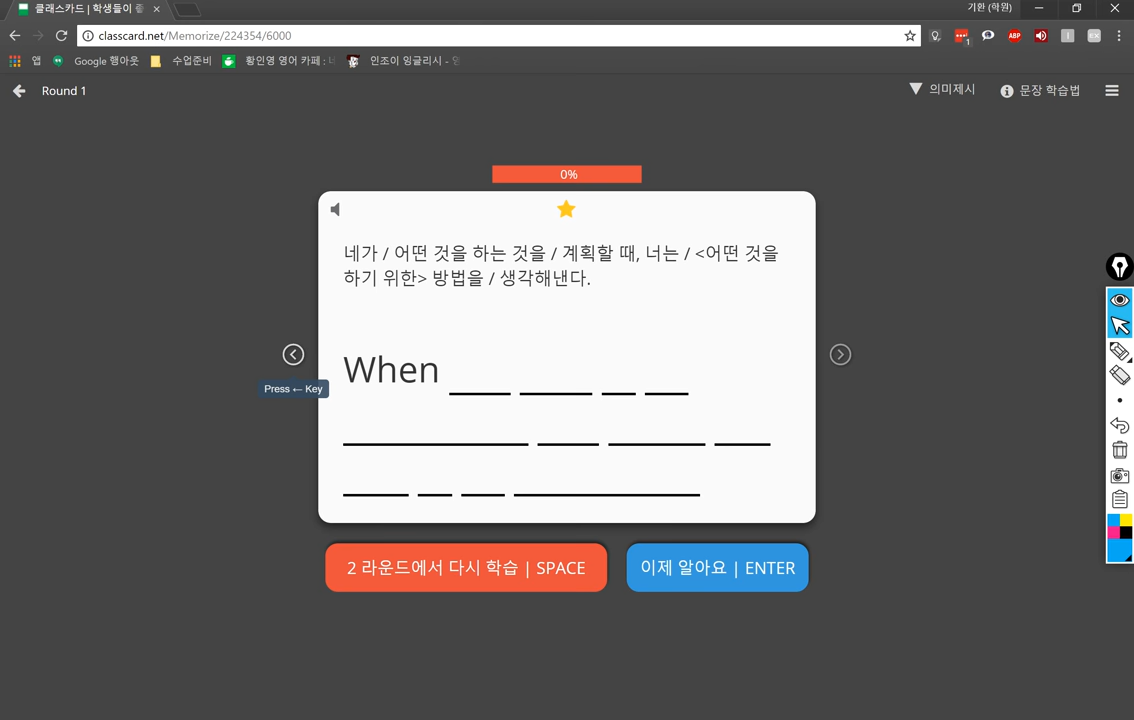 클래스카드 | 학생들이 클
기환 (학원)
classcard.net/Memorize/224354/6000
1
ABP
앱
Google 행아웃
수업준비
황인영 영어 카페 : 네
인조이 잉글리시 - 영
Round 1
의미제시
문장 학습법
0%
네가 / 어떤 것을 하는 것을 / 계획할 때, 너는 / <어떤 것을
하기 위한> 방법을 / 생각해낸다.
When
Press ← Key
2 라운드에서 다시 학습 | SPACE
이제 알아요 | ENTER